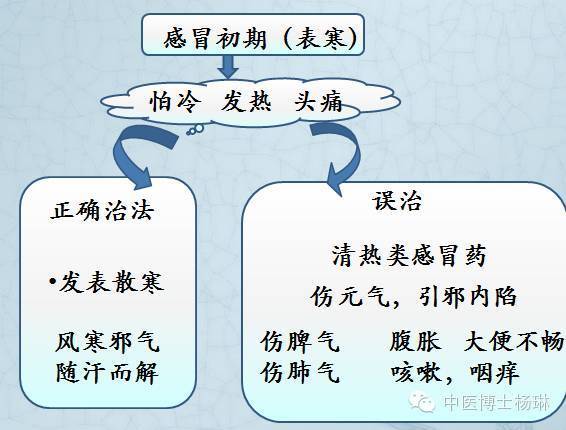 感冒初期（表寒）
怕冷 发热 头痛
正确治法
•发表散寒
风寒邪气
随汗而解
误治
清热类感冒药
伤元气，引邪内陷
伤脾气 腹胀 大便不畅
伤肺气 咳嗽，咽痒
中医博士杨琳